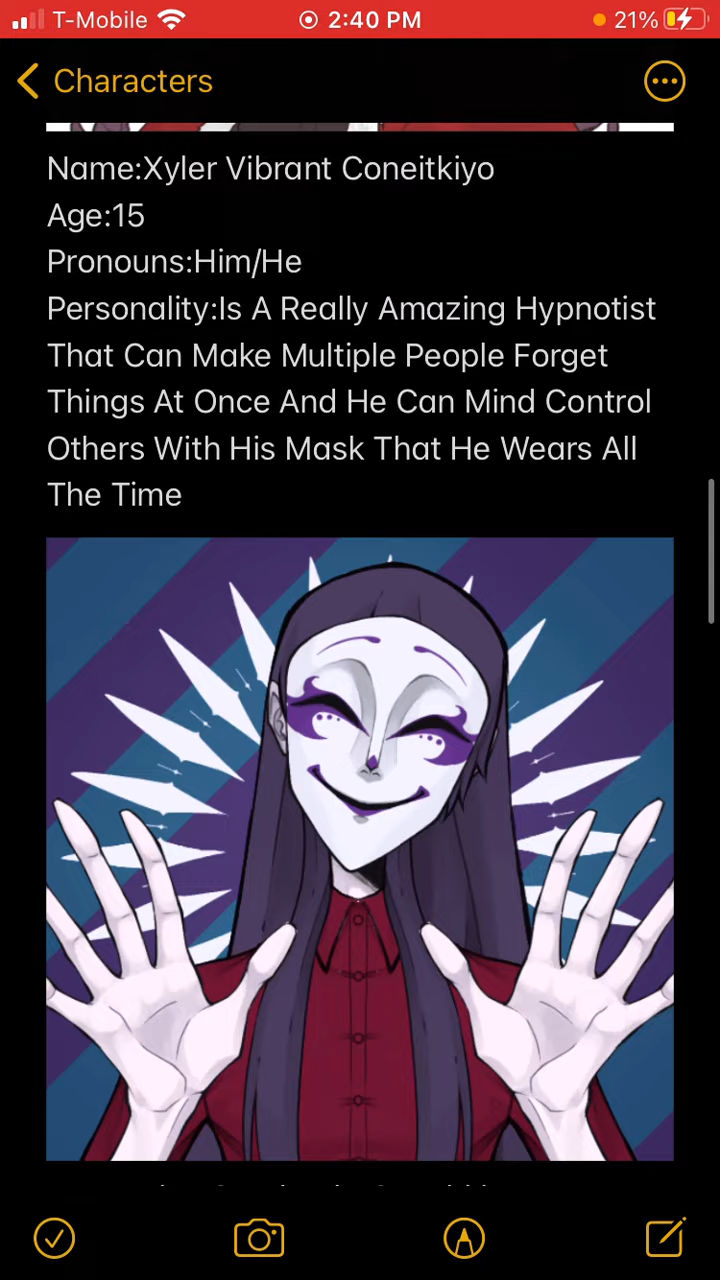 T-Mobile 2:40 PM 21%
Characters
Name:Xyler Vibrant Coneitkiyo
Age:15
Pronouns:Him/He
Personality:Is A Really Amazing Hypnotist
That Can Make Multiple People Forget
Things At Once And He Can Mind Control
Others With His Mask That He Wears All
The Time